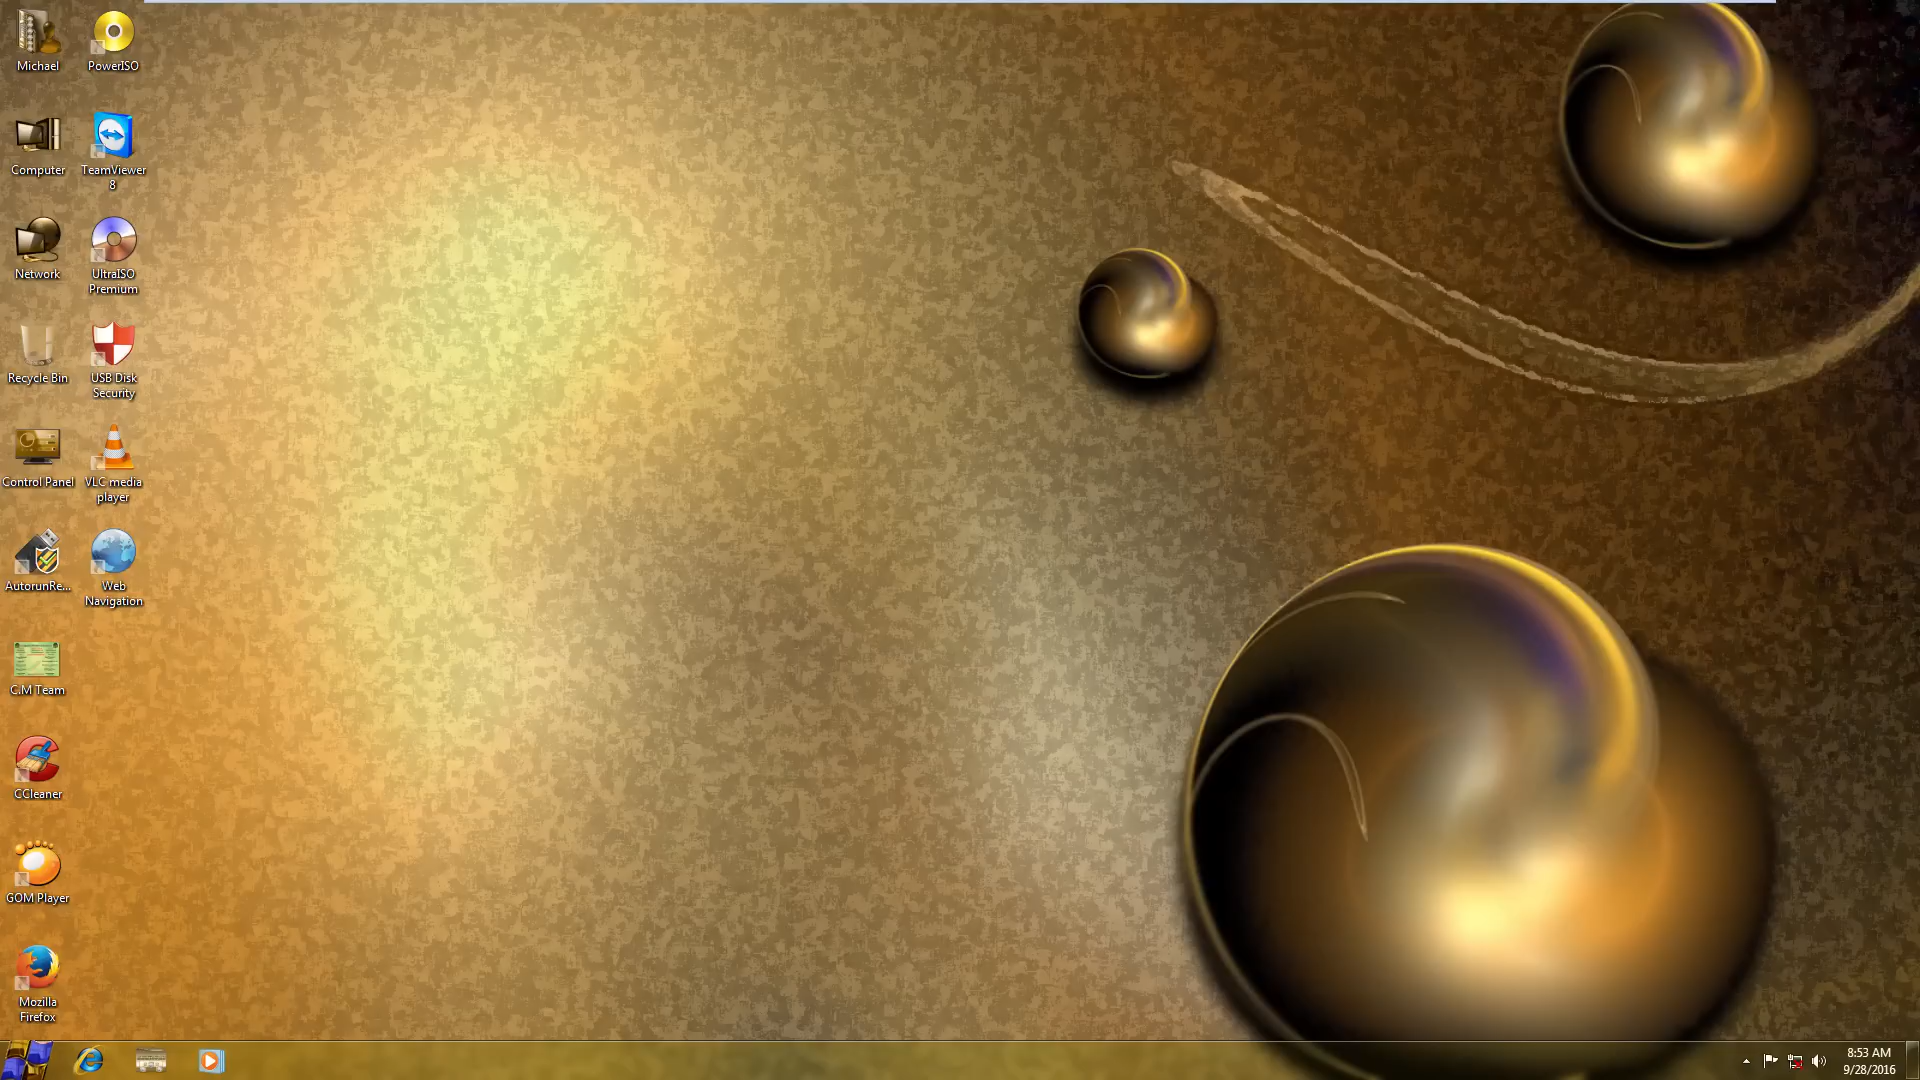 Michael
PowerISO
Computer
TeamViewer
8
Network
UltraISO
Premium
Recycle Bin
USB Disk
Security
Control Panel
VLC media
player
AutorunRe...
Web
Navigation
C.M Team
CCleaner
GOM Player
Mozilla
Firefox
8:53 AM
9/28/2016